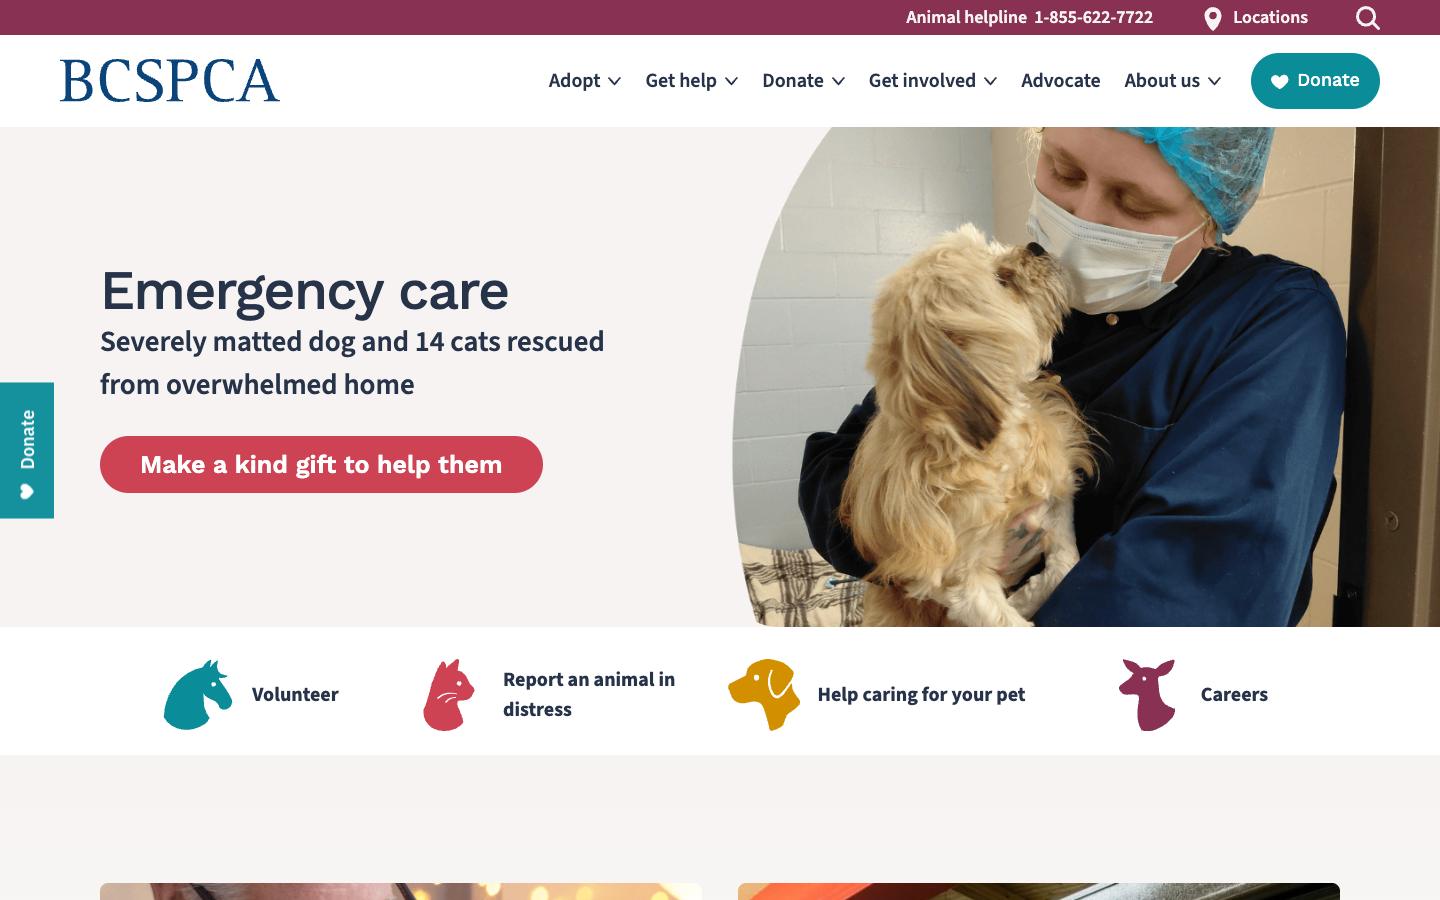 Animal helpline 1-855-622-7722
Locations
BCSPCA
Adopt
Get help
Donate
Get involved
Advocate
About us
Donate
Emergency care
Severely matted dog and 14 cats rescued
from overwhelmed home
Make a kind gift to help them
Donate
Volunteer
Report an animal in
distress
Help caring for your pet
Careers